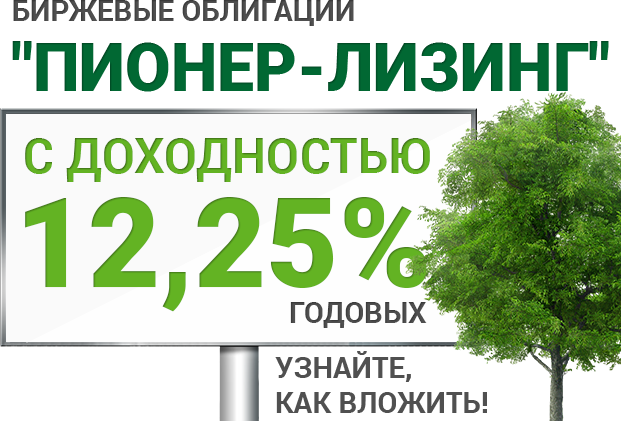 БИРЖЕВЫЕ ОБЛИГАЦИИ
"ПИОНЕР-ЛИЗИНГ"
С ДОХОДНОСТЬЮ
12,25%
ГОДОВЫХ
УЗНАЙТЕ,
КАК ВЛОЖИТЬ!